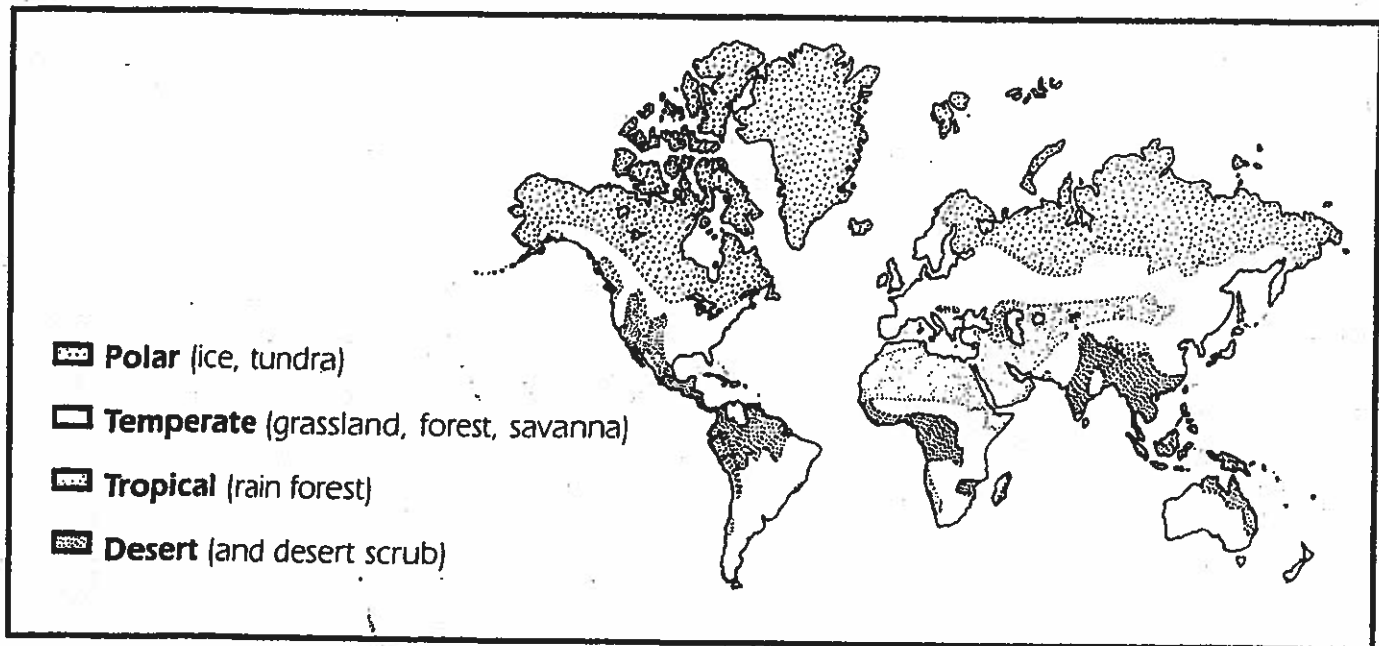 Polar (ice, tundra)
Temperate (grassland, forest, savanna)
Tropical (rain forest)
Desert (and desert scrub)